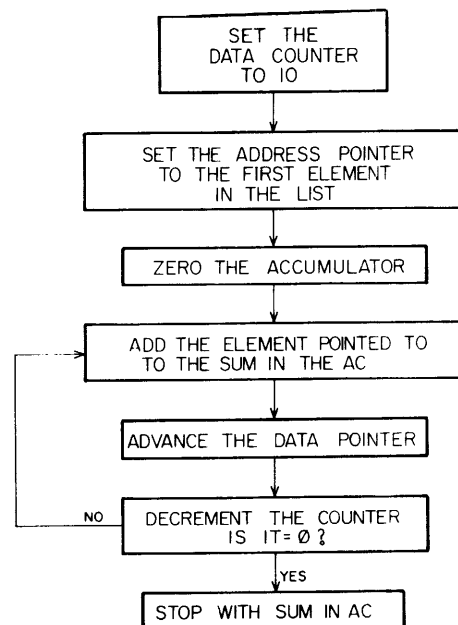 SET THE
DATA COUNTER
TO 10
SET THE ADDRESS POINTER
TO THE FIRST ELEMENT
IN THE LIST
ZERO THE ACCUMULATOR
ADD THE ELEMENT POINTED TO
TO THE SUM IN THE AC
ADVANCE THE DATA POINTER
NO
DECREMENT THE COUNTER
IS IT=Ø?
YES
STOP WITH SUM IN AC